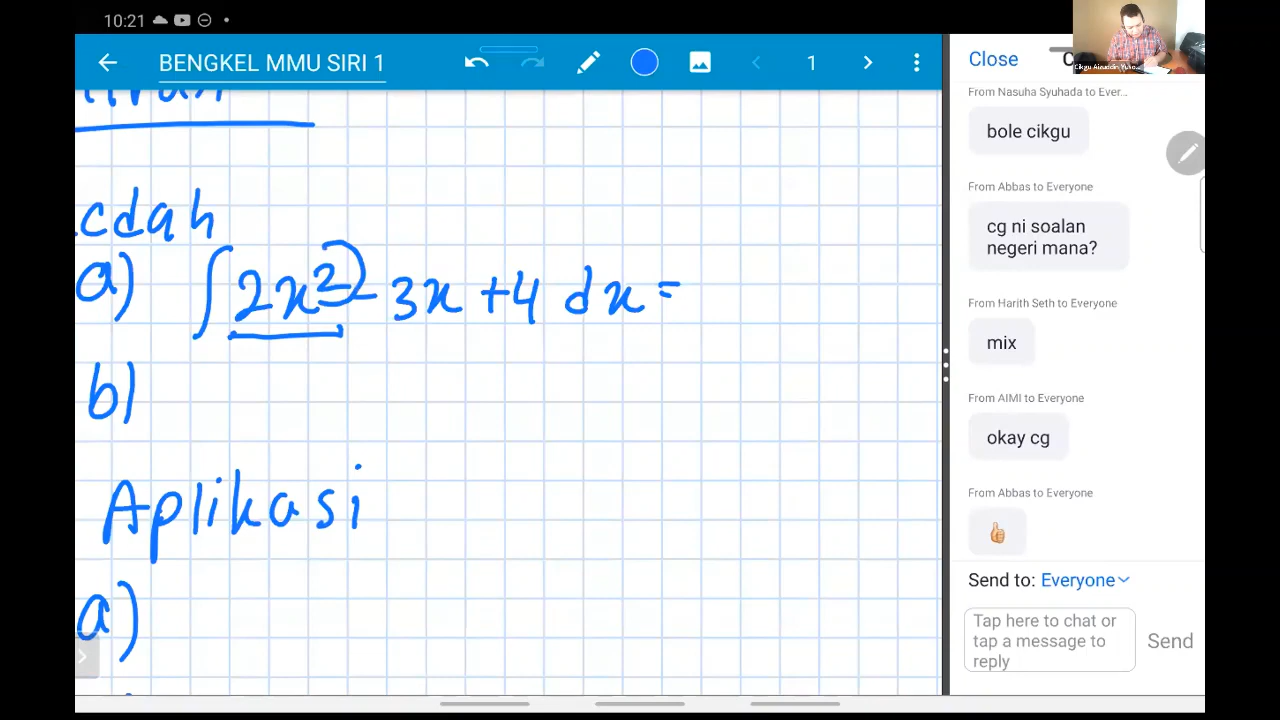 10:21
BENGKEL MMU SIRI 1
1
a) ∫ 2x² - 3x + 4 dx =
b)
Aplikasi
a)
Close
From Nasuha Syuhada to Ever...
bole cikgu
From Abbas to Everyone
cg ni soalan
negeri mana?
From Harith Seth to Everyone
mix
From AIMI to Everyone
okay cg
From Abbas to Everyone
👍
Send to: Everyone
Tap here to chat or
tap a message to
reply
Send